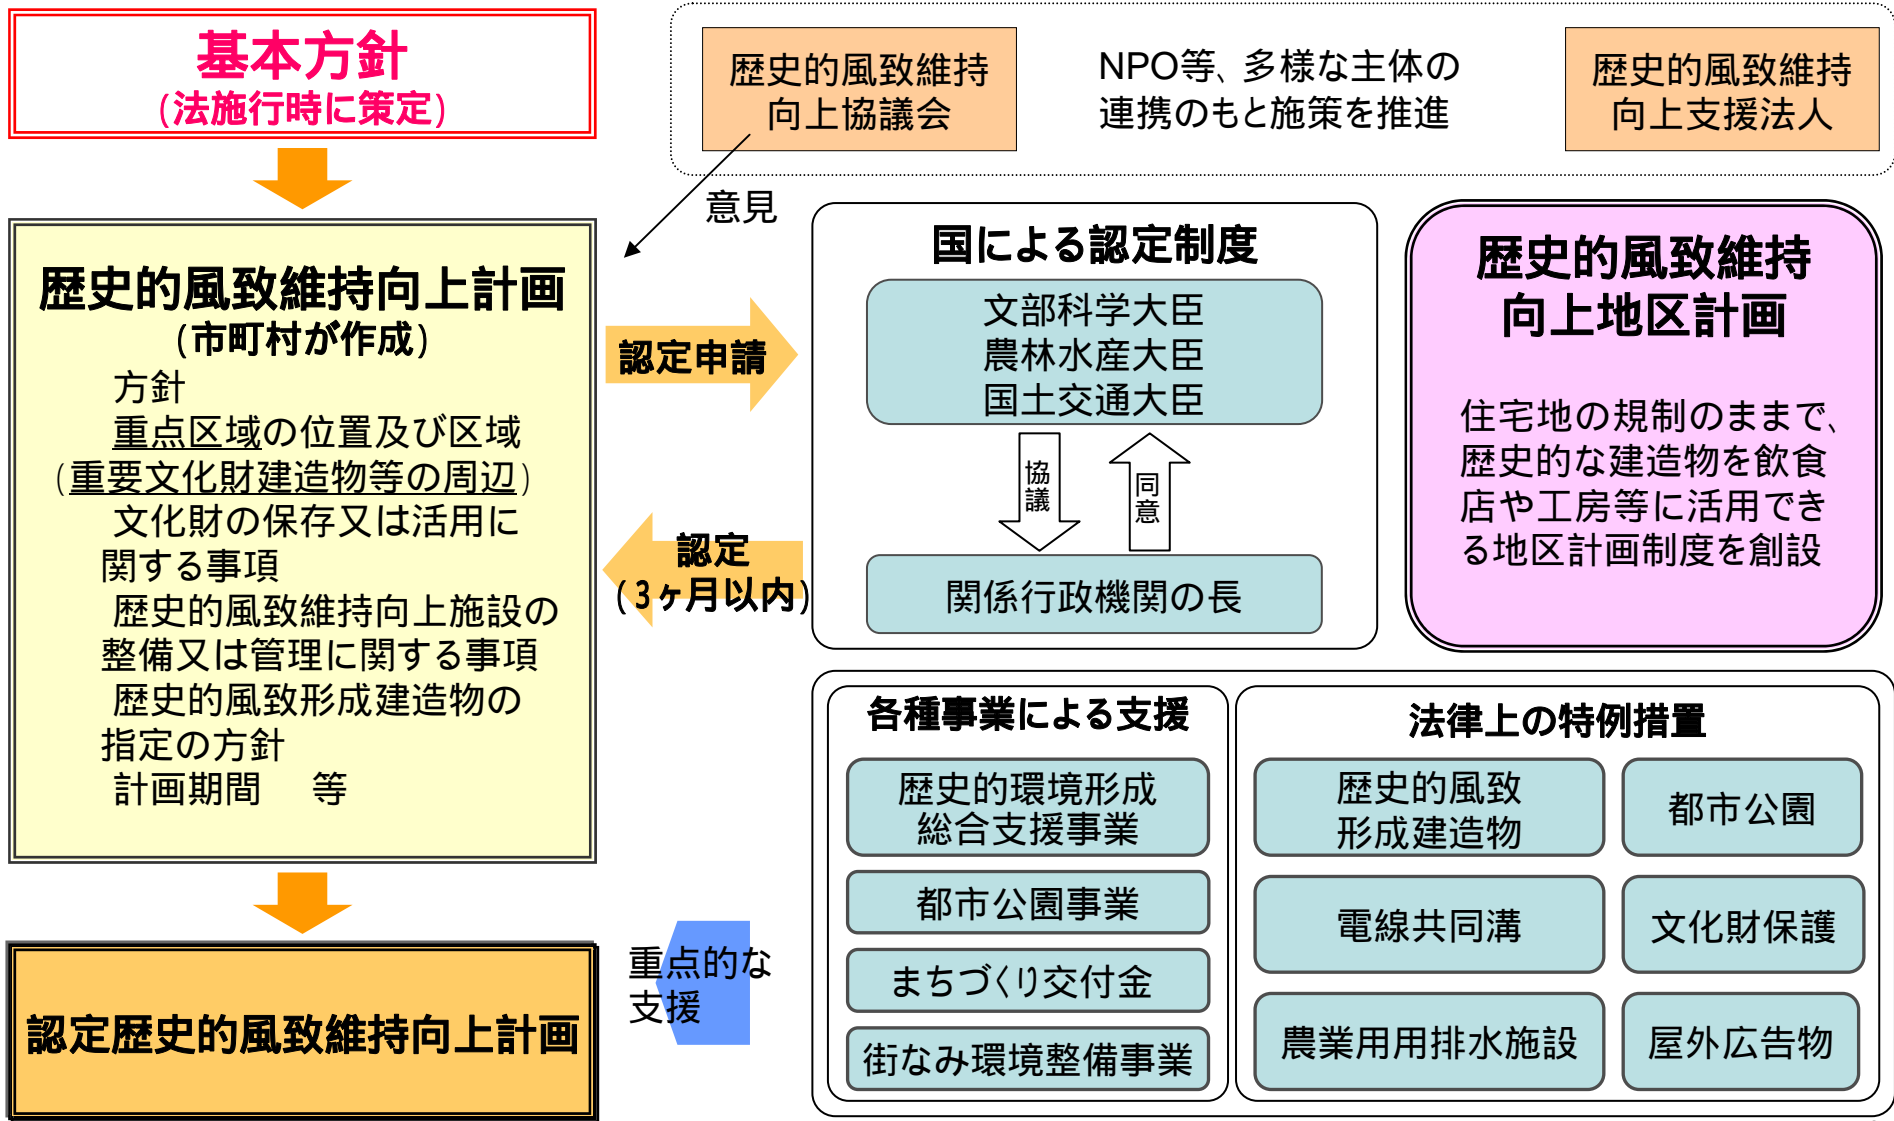 基本方針
(法施行時に策定)
歴史的風致維持
向上協議会
NPO等、多様な主体の
連携のもと施策を推進
歴史的風致維持
向上支援法人
意見
歴史的風致維持向上計画
(市町村が作成)
方針
重点区域の位置及び区域
(重要文化財建造物等の周辺)
文化財の保存又は活用に
関する事項
歴史的風致維持向上施設の
整備又は管理に関する事項
歴史的風致形成建造物の
指定の方針
計画期間 等
認定申請
認定
(3ヶ月以内)
国による認定制度
文部科学大臣
農林水産大臣
国土交通大臣
協議
同意
関係行政機関の長
歴史的風致維持
向上地区計画
住宅地の規制のままで、
歴史的な建造物を飲食
店や工房等に活用でき
る地区計画制度を創設
認定歴史的風致維持向上計画
重点的な
支援
各種事業による支援
歴史的環境形成
総合支援事業
都市公園事業
まちづくり交付金
街なみ環境整備事業
法律上の特例措置
歴史的風致
形成建造物
都市公園
電線共同溝
文化財保護
農業用用排水施設
屋外広告物